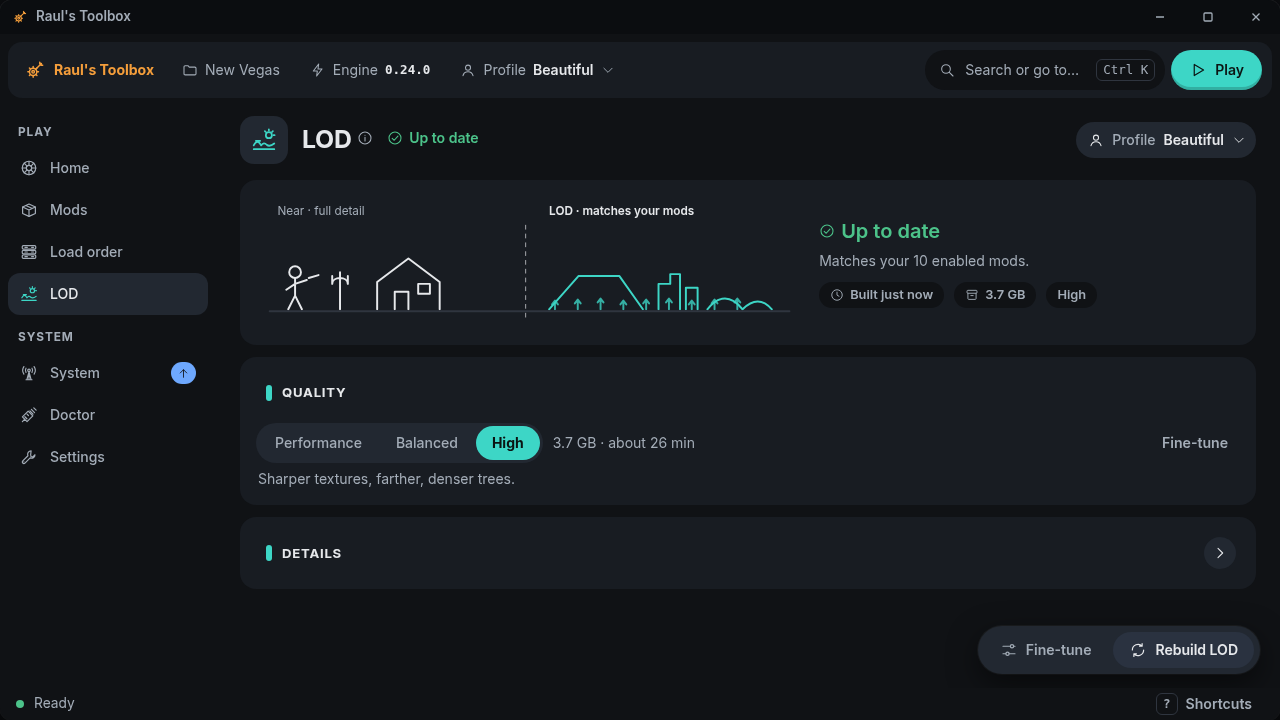 Raul's Toolbox
Raul's Toolbox
New Vegas
Engine 0.24.0
Profile Beautiful
Search or go to...
Ctrl K
Play
PLAY
Home
Mods
Load order
LOD
SYSTEM
System
Doctor
Settings
LOD
Up to date
Profile Beautiful
Near · full detail
LOD · matches your mods
Up to date
Matches your 10 enabled mods.
Built just now
3.7 GB
High
QUALITY
Performance
Balanced
High
3.7 GB · about 26 min
Fine-tune
Sharper textures, farther, denser trees.
DETAILS
Fine-tune
Rebuild LOD
Ready
? Shortcuts